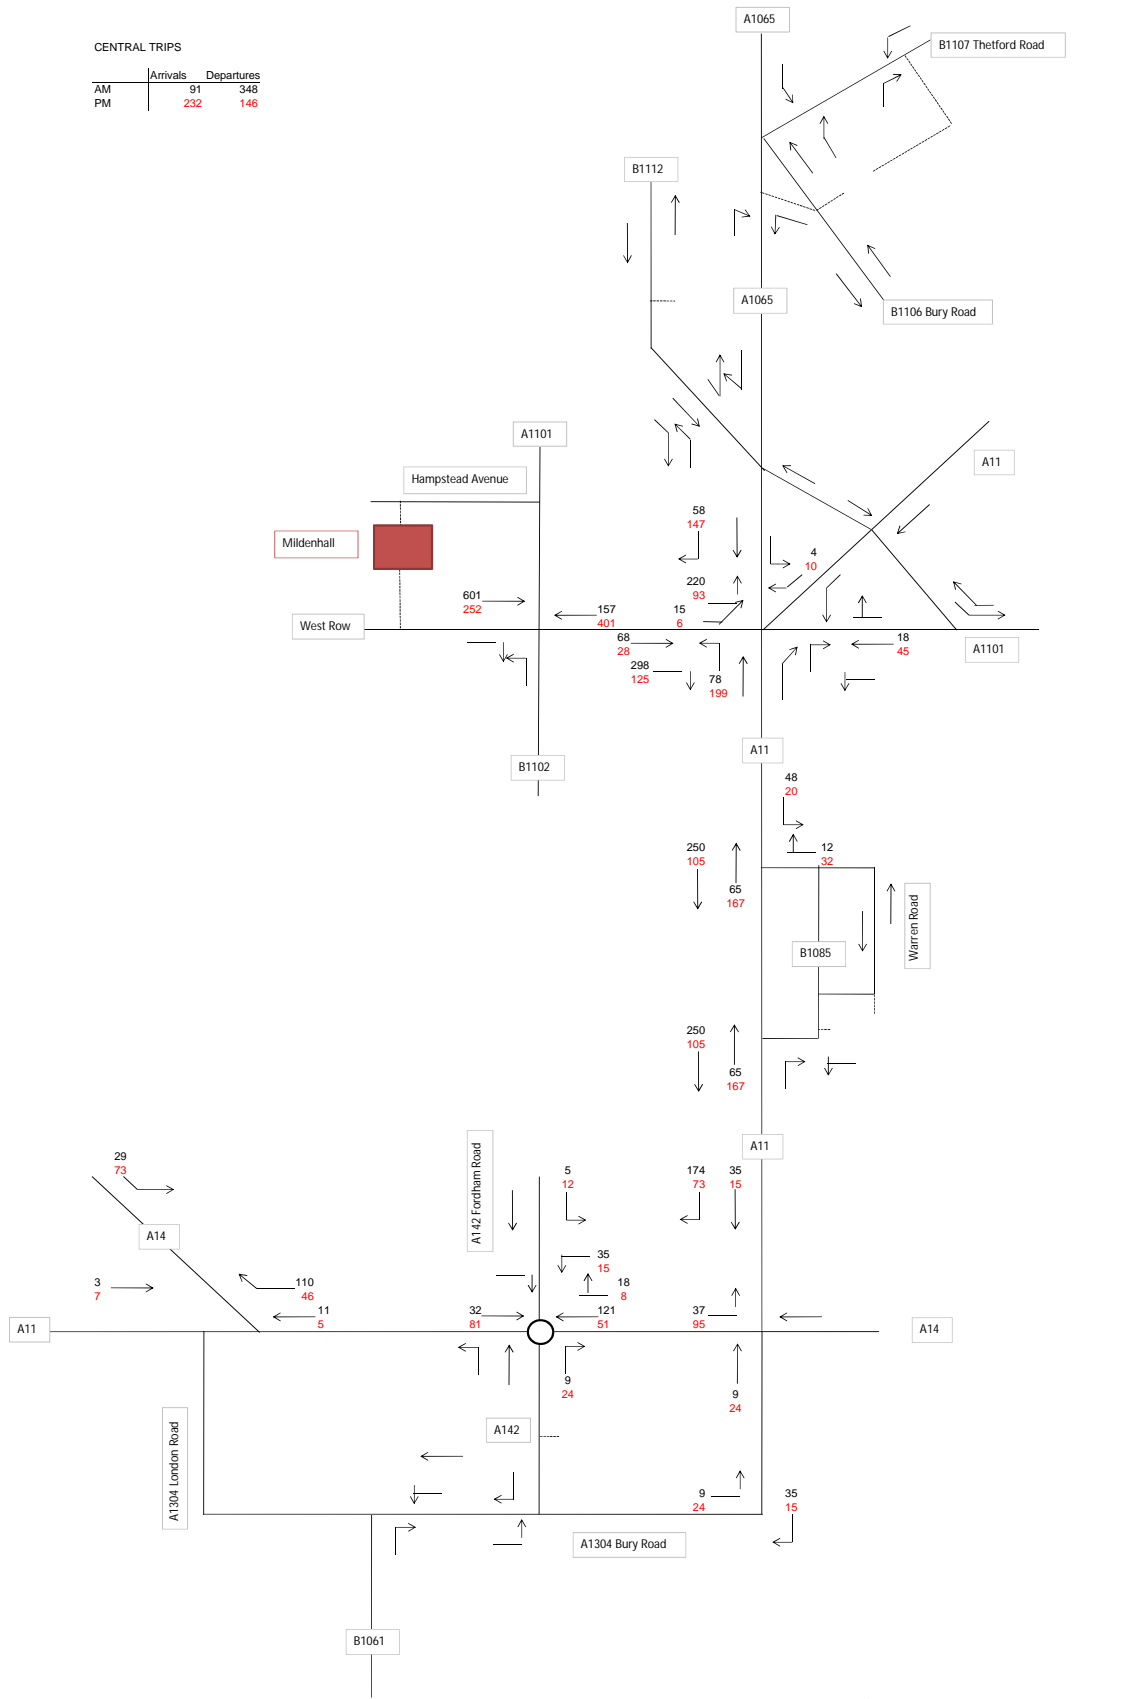 A1065
CENTRAL TRIPS
B1107 Thetford Road
Arrivals Departures
AM 91 348
PM 232 146
B1112
A1065
B1106 Bury Road
A1101
A11
Hampstead Avenue
58
147
Mildenhall
4
10
220
93
601
252
157
401
15
6
West Row
68
28
18
45
A1101
298
125
78
199
A11
B1102
48
20
250
105
12
32
65
167
Warren Road
B1085
250
105
65
167
A11
A142 Fordham Road
29
73
5
12
174
73
35
15
A14
35
15
3
7
110
46
18
8
11
5
32
81
121
51
37
95
A11
A14
9
24
9
24
A142
A1304 London Road
9
24
35
15
A1304 Bury Road
B1061